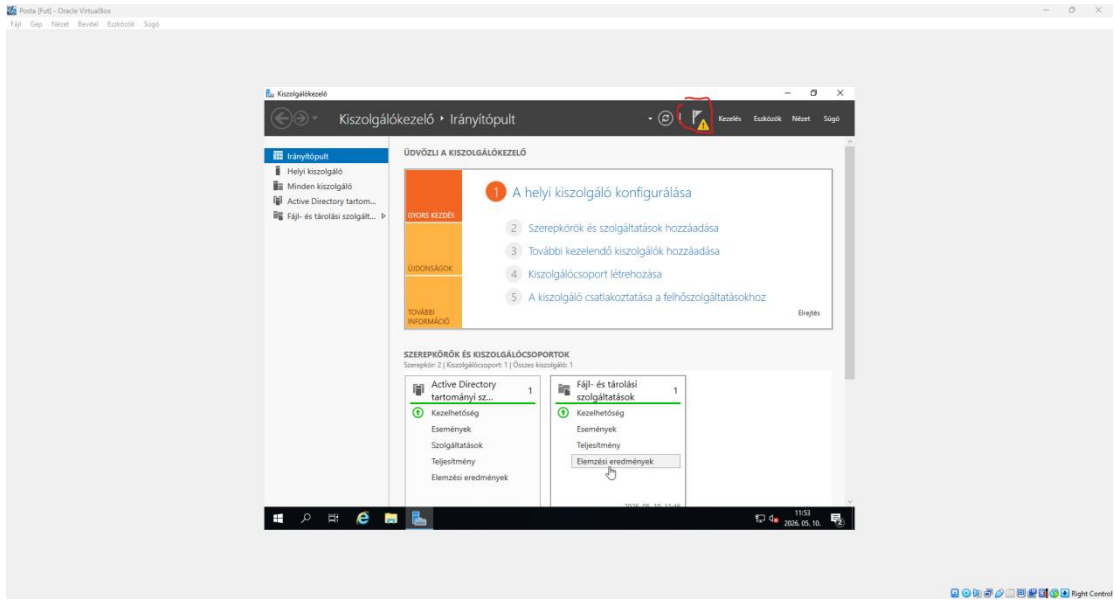 Posta [Fut] - Oracle VirtualBox
Fájl Gép Nézet Bevitel Eszközök Súgó
Kiszolgálókezelő
Kiszolgálókezelő • Irányítópult
Kezelés Eszközök Nézet Súgó
Irányítópult
Helyi kiszolgáló
Minden kiszolgáló
Active Directory tartom...
Fájl- és tárolási szolgált...
ÜDVÖZLI A KISZOLGÁLÓKEZELŐ
GYORS KEZDÉS
ÚJDONSÁGOK
TOVÁBBI
INFORMÁCIÓ
1 A helyi kiszolgáló konfigurálása
2 Szerepkörök és szolgáltatások hozzáadása
3 További kezelendő kiszolgálók hozzáadása
4 Kiszolgálócsoport létrehozása
5 A kiszolgáló csatlakoztatása a felhőszolgáltatásokhoz
Elrejtés
SZEREPKÖRÖK ÉS KISZOLGÁLÓCSOPORTOK
Szerepkör: 2 | Kiszolgálócsoport: 1 | Összes kiszolgáló: 1
Active Directory
tartományi sz...
1
Kezelhetőség
Események
Szolgáltatások
Teljesítmény
Elemzési eredmények
Fájl- és tárolási
szolgáltatások
1
Kezelhetőség
Események
Teljesítmény
Elemzési eredmények
11:53
2026. 05. 10.
2
Right Control